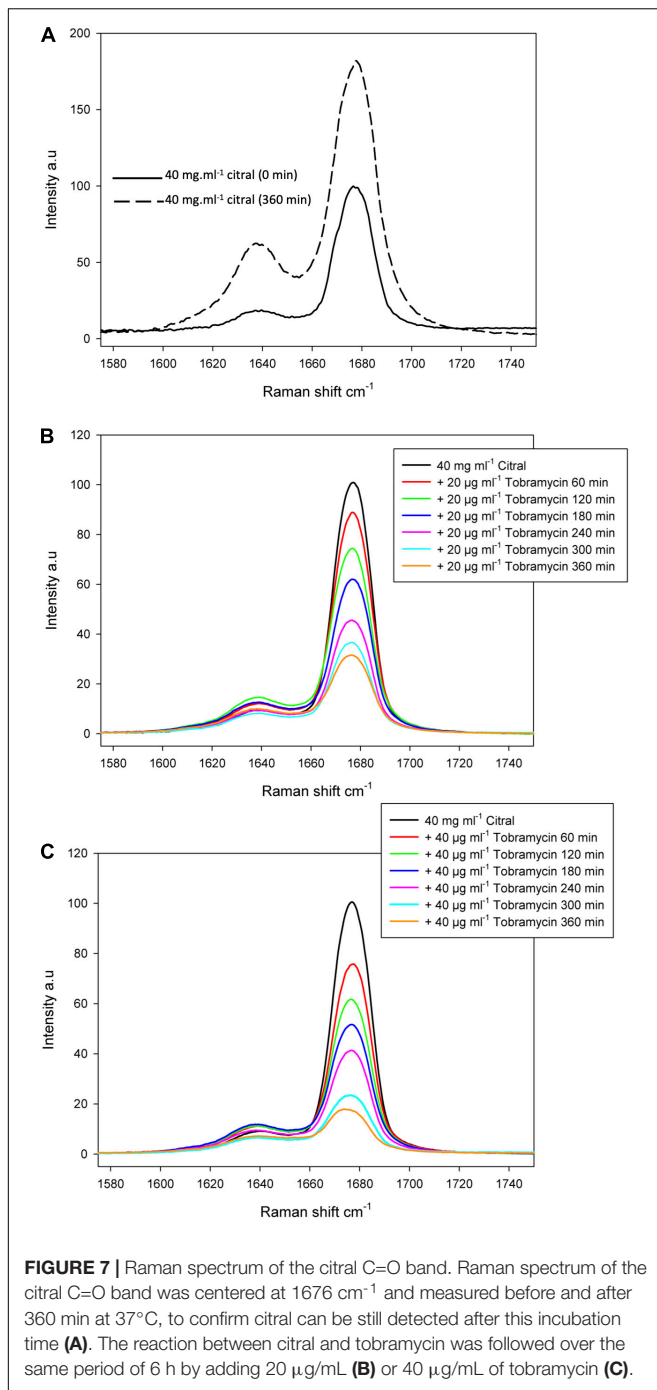 A
200
150
100
50
0
Intensity a.u
40 mg.ml⁻¹ citral (0 min)
40 mg.ml⁻¹ citral (360 min)
1580 1600 1620 1640 1660 1680 1700 1720 1740
Raman shift cm⁻¹
B
120
100
80
60
40
20
0
Intensity a.u
40 mg ml⁻¹ Citral
+ 20 µg ml⁻¹ Tobramycin 60 min
+ 20 µg ml⁻¹ Tobramycin 120 min
+ 20 µg ml⁻¹ Tobramycin 180 min
+ 20 µg ml⁻¹ Tobramycin 240 min
+ 20 µg ml⁻¹ Tobramycin 300 min
+ 20 µg ml⁻¹ Tobramycin 360 min
1580 1600 1620 1640 1660 1680 1700 1720 1740
Raman shift cm⁻¹
C
120
100
80
60
40
20
0
Intensity a.u
40 mg ml⁻¹ Citral
+ 40 µg ml⁻¹ Tobramycin 60 min
+ 40 µg ml⁻¹ Tobramycin 120 min
+ 40 µg ml⁻¹ Tobramycin 180 min
+ 40 µg ml⁻¹ Tobramycin 240 min
+ 40 µg ml⁻¹ Tobramycin 300 min
+ 40 µg ml⁻¹ Tobramycin 360 min
1580 1600 1620 1640 1660 1680 1700 1720 1740
Raman shift cm⁻¹
FIGURE 7 | Raman spectrum of the citral C=O band. Raman spectrum of the
citral C=O band was centered at 1676 cm⁻¹ and measured before and after
360 min at 37°C, to confirm citral can be still detected after this incubation
time (A). The reaction between citral and tobramycin was followed over the
same period of 6 h by adding 20 µg/mL (B) or 40 µg/mL of tobramycin (C).